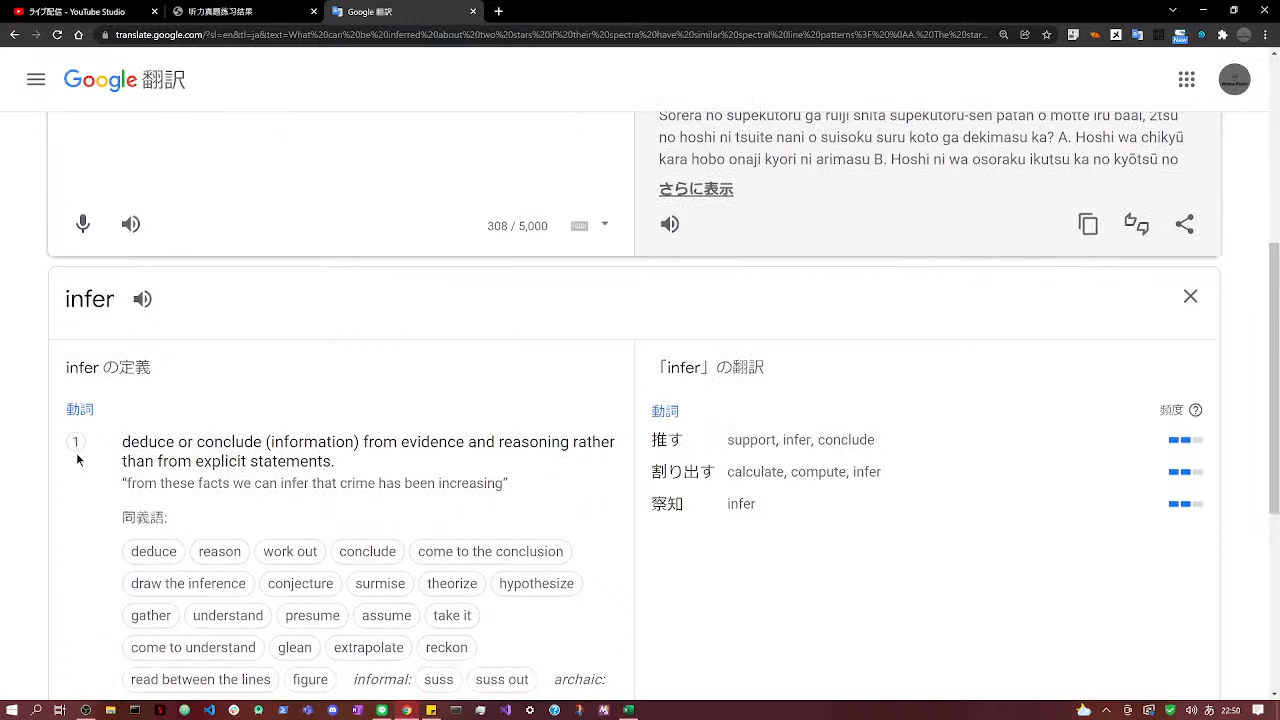 ライブ配信 - YouTube Studio
听力真题练习结果
Google 翻訳
translate.google.com/?sl=en&tl=ja&text=What%20can%20be%20inferred%20about%20two%20stars%20if%20their%20spectra%20have%20similar%20spectral%20line%20patterns%3F%20%0AA.%20The%20star...
New
Google 翻訳
Sorera no supekutoru ga ruiji shita supekutoru-sen patān o motte iru baai, 2tsu
no hoshi ni tsuite nani o suisoku suru koto ga dekimasu ka? A. Hoshi wa chikyū
kara hobo onaji kyori ni arimasu B. Hoshi ni wa osoraku ikutsu ka no kyōtsū no
さらに表示
308 / 5,000
infer
infer の定義
「infer」の翻訳
動詞
動詞
頻度
1
deduce or conclude (information) from evidence and reasoning rather
than from explicit statements.
“from these facts we can infer that crime has been increasing”
推す support, infer, conclude
割り出す calculate, compute, infer
察知 infer
同義語:
deduce reason work out conclude come to the conclusion
draw the inference conjecture surmise theorize hypothesize
gather understand presume assume take it
come to understand glean extrapolate reckon
read between the lines figure informal: suss suss out archaic:
22:50